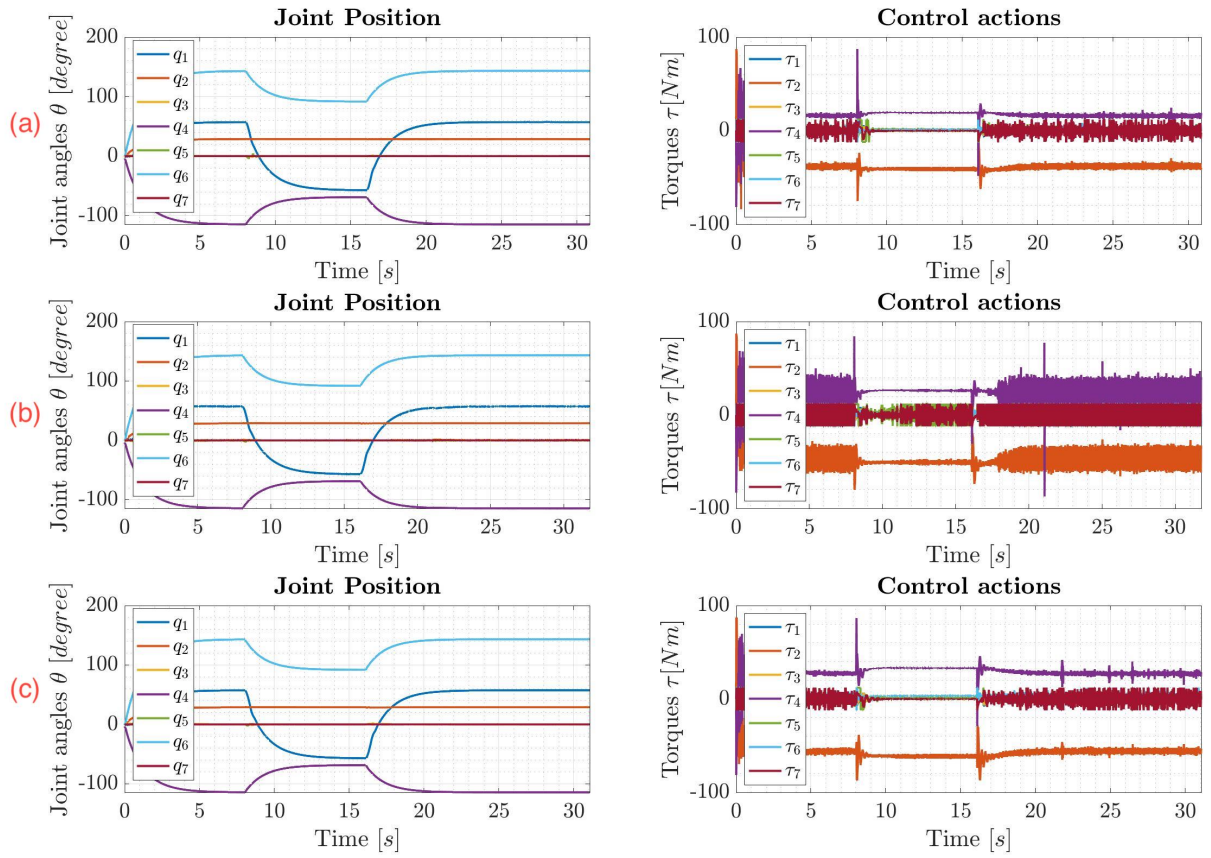 (a)
Joint Position
Joint angles θ [degree]
200
100
0
-100
q1
q2
q3
q4
q5
q6
q7
0 5 10 15 20 25 30
Time [s]
Control actions
Torques τ [Nm]
100
0
-100
τ1
τ2
τ3
τ4
τ5
τ6
τ7
0 5 10 15 20 25 30
Time [s]
(b)
Joint Position
Joint angles θ [degree]
200
100
0
-100
q1
q2
q3
q4
q5
q6
q7
0 5 10 15 20 25 30
Time [s]
Control actions
Torques τ [Nm]
100
0
-100
τ1
τ2
τ3
τ4
τ5
τ6
τ7
0 5 10 15 20 25 30
Time [s]
(c)
Joint Position
Joint angles θ [degree]
200
100
0
-100
q1
q2
q3
q4
q5
q6
q7
0 5 10 15 20 25 30
Time [s]
Control actions
Torques τ [Nm]
100
0
-100
τ1
τ2
τ3
τ4
τ5
τ6
τ7
0 5 10 15 20 25 30
Time [s]